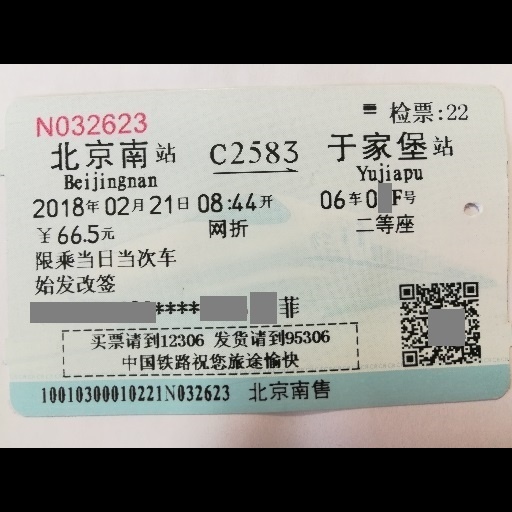 N032623 检票:22
北京南站 C2583 于家堡站
Beijingnan Yujiapu
2018年02月21日08:44开 06车0 F号
￥66.5元 网折 二等座
限乘当日当次车
始发改签
**** 菲
买票请到12306 发货请到95306
中国铁路祝您旅途愉快
10010300010221N032623 北京南售